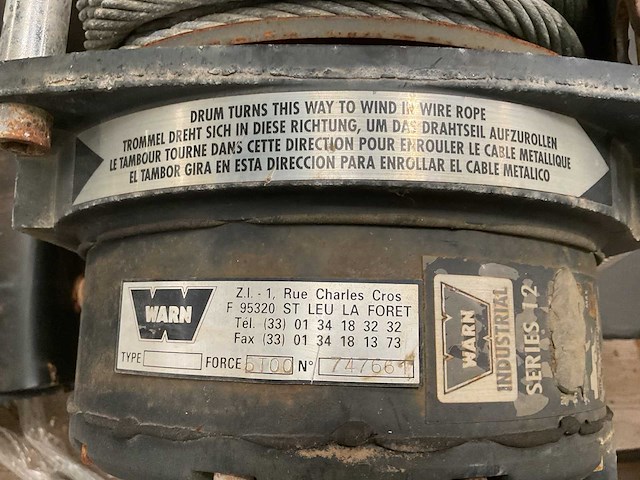 DRUM TURNS THIS WAY TO WIND IN WIRE ROPE
TROMMEL DREHT SICH IN DIESE RICHTUNG, UM DAS DRAHTSEIL AUFZUROLLEN
LE TAMBOUR TOURNE DANS CETTE DIRECTION POUR ENROULER LE CABLE METALLIQUE
EL TAMBOR GIRA EN ESTA DIRECCION PARA ENROLLAR EL CABLE METALICO
WARN
Z.I. - 1, Rue Charles Cros
F 95320 ST LEU LA FORET
Tél. (33) 01 34 18 32 32
Fax (33) 01 34 18 13 73
TYPE FORCE 5100 N° 747661
WARN
INDUSTRIAL
SERIES 12